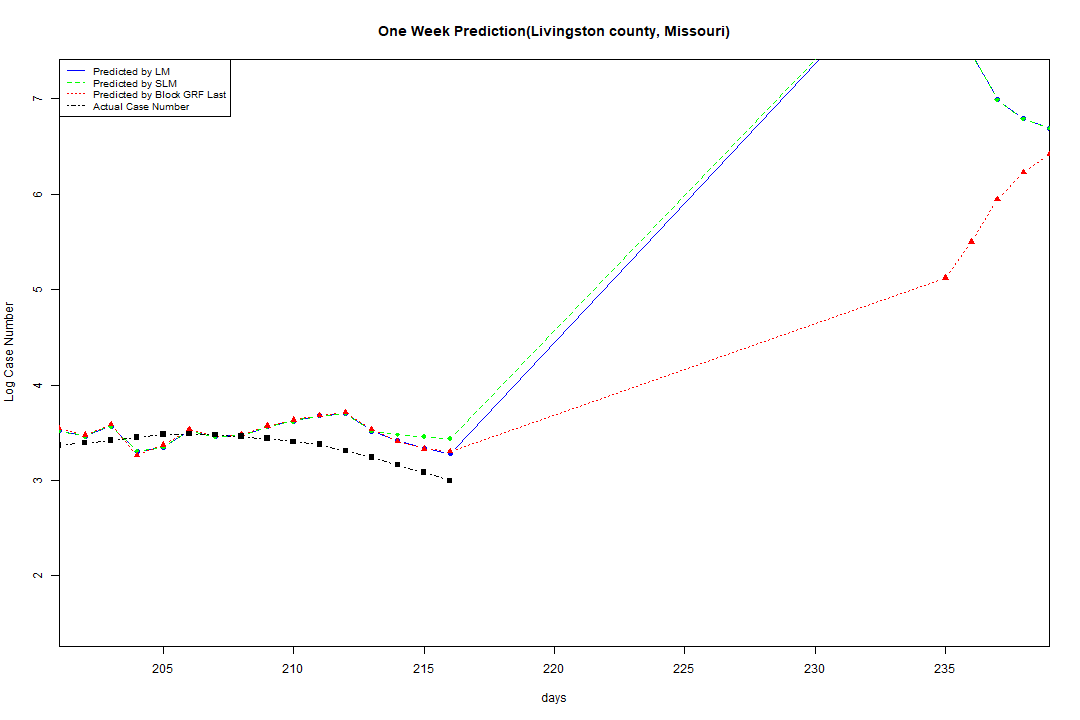 One Week Prediction(Livingston county, Missouri)
Predicted by LM
Predicted by SLM
Predicted by Block GRF Last
Actual Case Number
7
6
5
4
3
2
Log Case Number
205 210 215 220 225 230 235
days